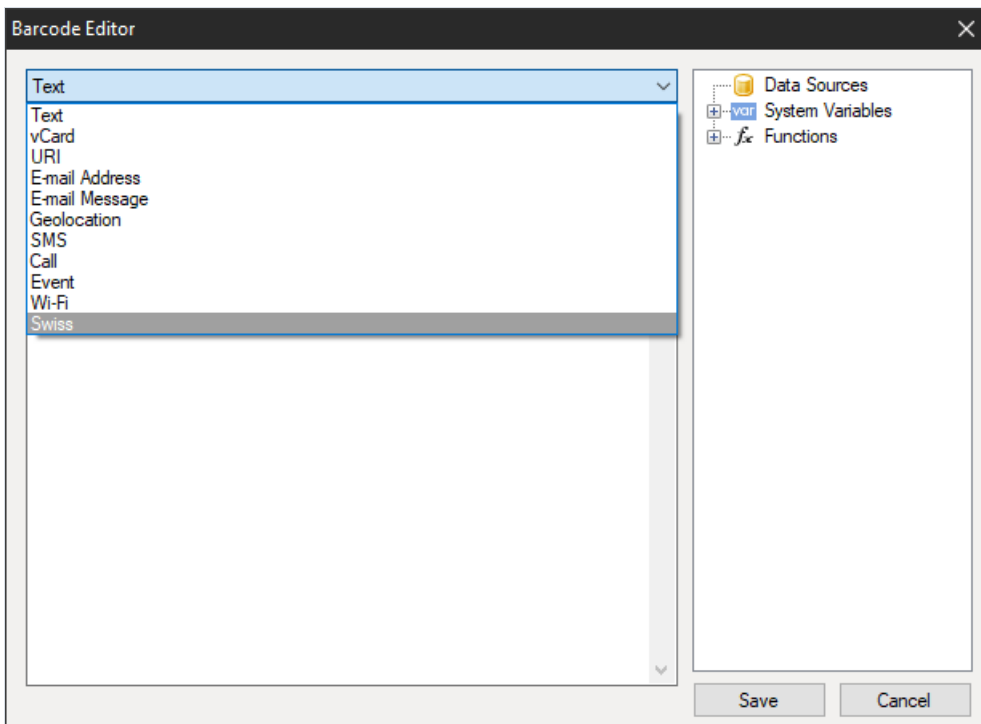 Barcode Editor
Text
Text
vCard
URI
E-mail Address
E-mail Message
Geolocation
SMS
Call
Event
Wi-Fi
Swiss
Data Sources
var System Variables
fx Functions
Save
Cancel